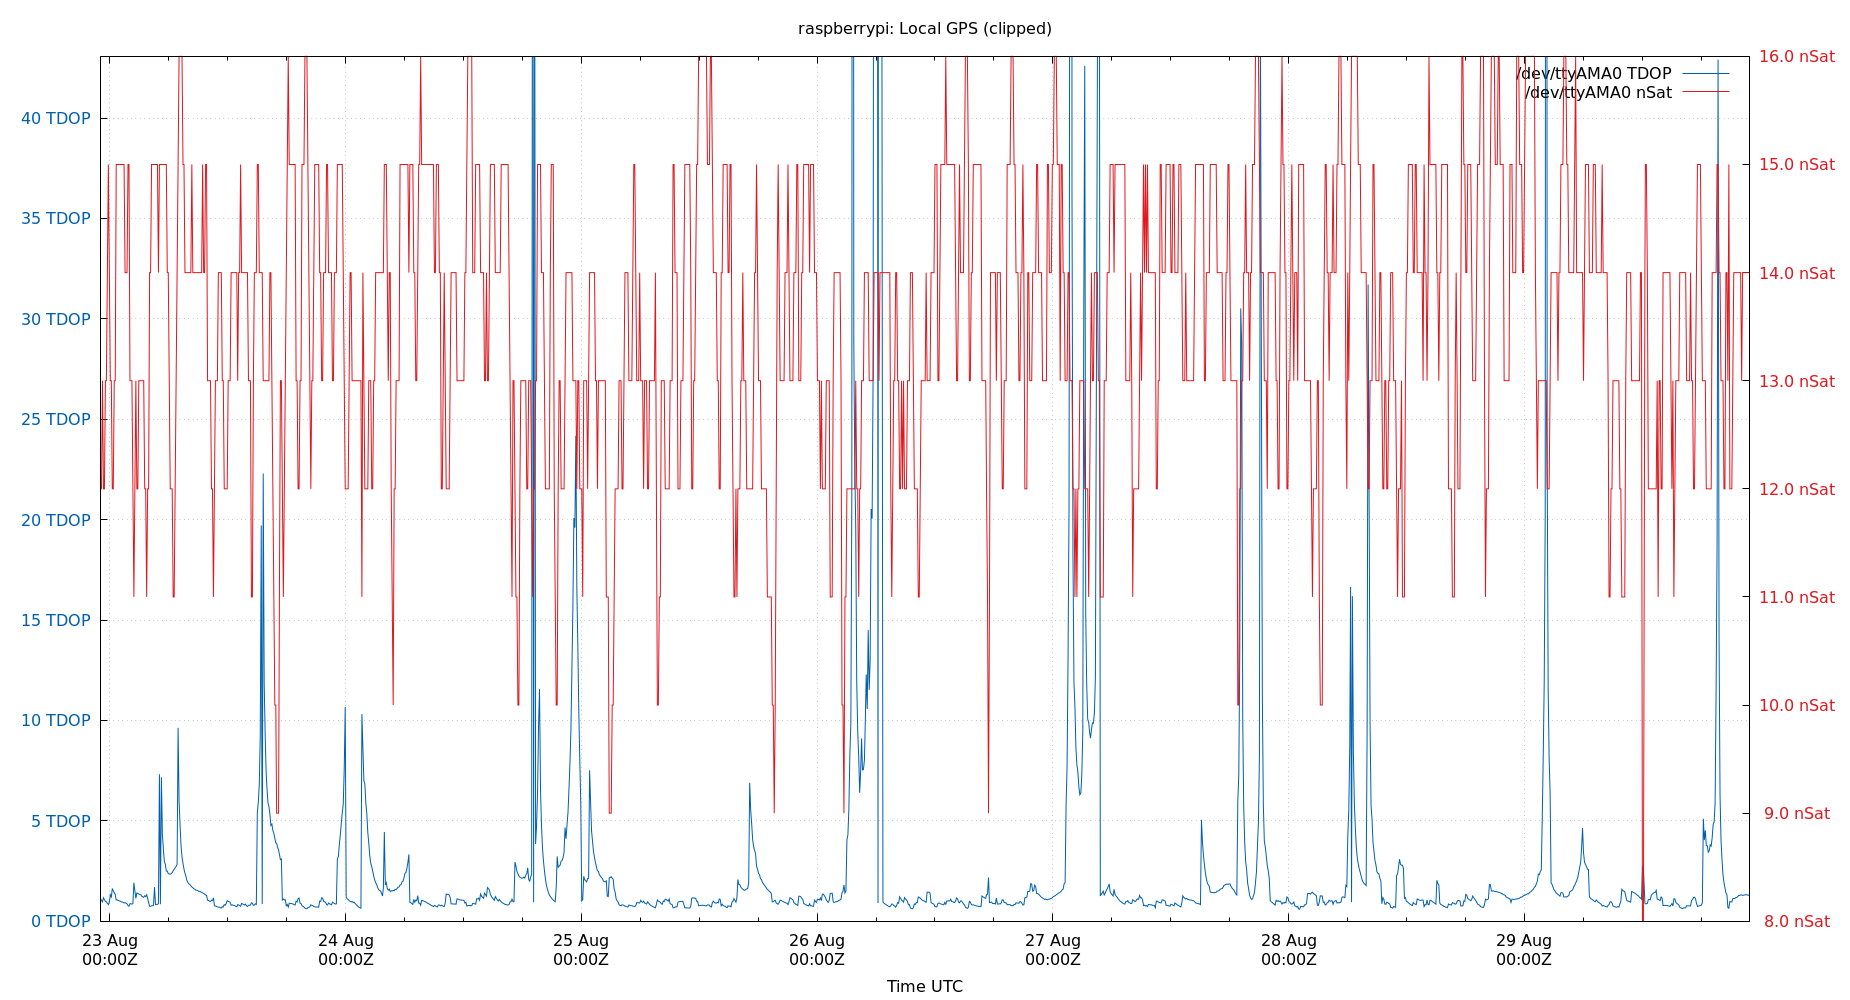 raspberrypi: Local GPS (clipped)
/dev/ttyAMA0 TDOP
/dev/ttyAMA0 nSat
40 TDOP
35 TDOP
30 TDOP
25 TDOP
20 TDOP
15 TDOP
10 TDOP
5 TDOP
0 TDOP
16.0 nSat
15.0 nSat
14.0 nSat
13.0 nSat
12.0 nSat
11.0 nSat
10.0 nSat
9.0 nSat
8.0 nSat
23 Aug
00:00Z
24 Aug
00:00Z
25 Aug
00:00Z
26 Aug
00:00Z
27 Aug
00:00Z
28 Aug
00:00Z
29 Aug
00:00Z
Time UTC